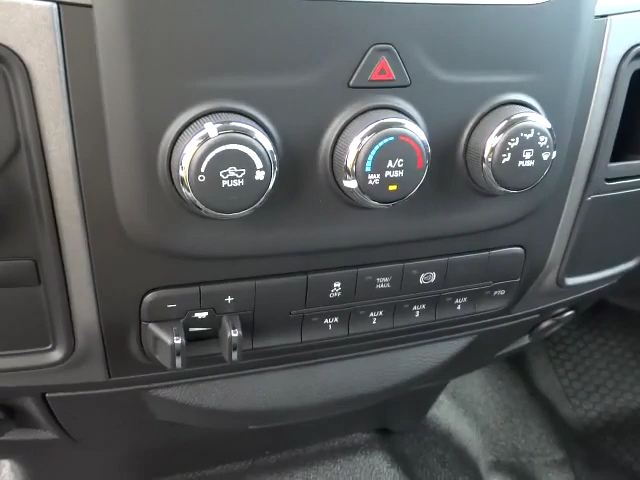 PUSH
A/C
PUSH
MAX
A/C
PUSH
OFF
TOW/
HAUL
- +
AUX
1
AUX
2
AUX
3
AUX
4
PTO